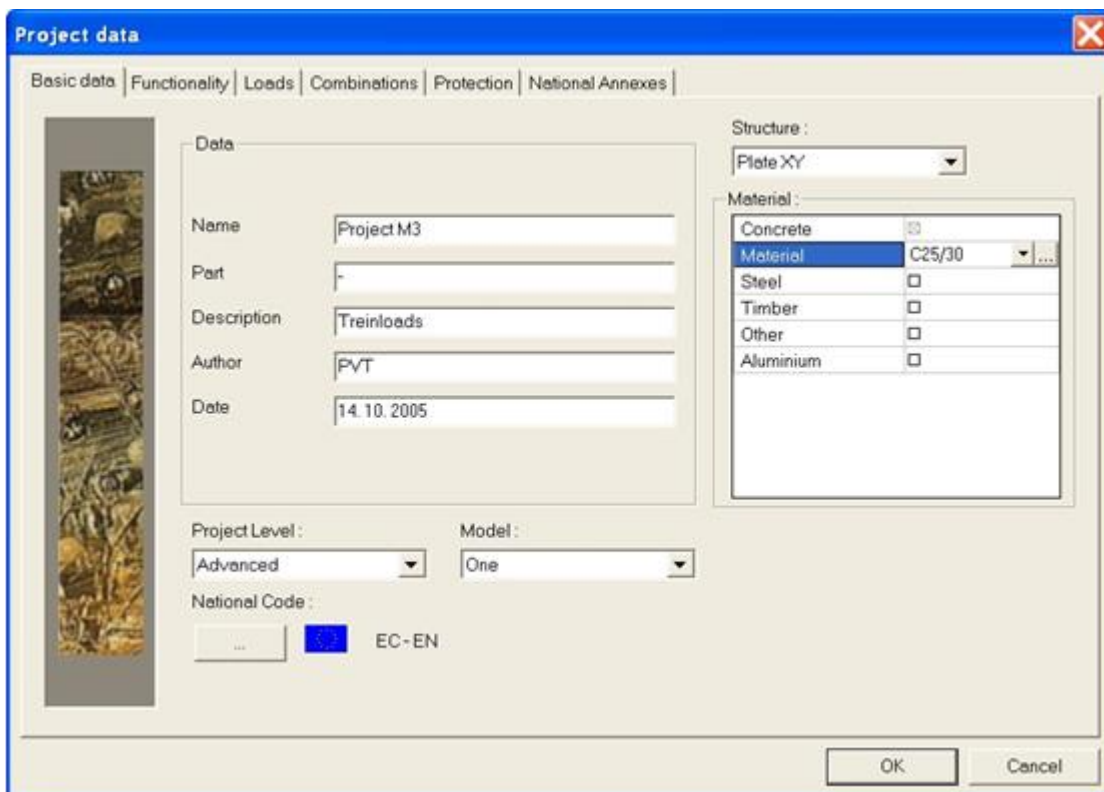 Project data
Basic data Functionality Loads Combinations Protection National Annexes
Data
Name Project M3
Part -
Description Treinloads
Author PVT
Date 14. 10. 2005
Structure :
Plate XY
Material :
Concrete
Material C25/30 ...
Steel
Timber
Other
Aluminium
Project Level : Model :
Advanced One
National Code :
... EC-EN
OK Cancel